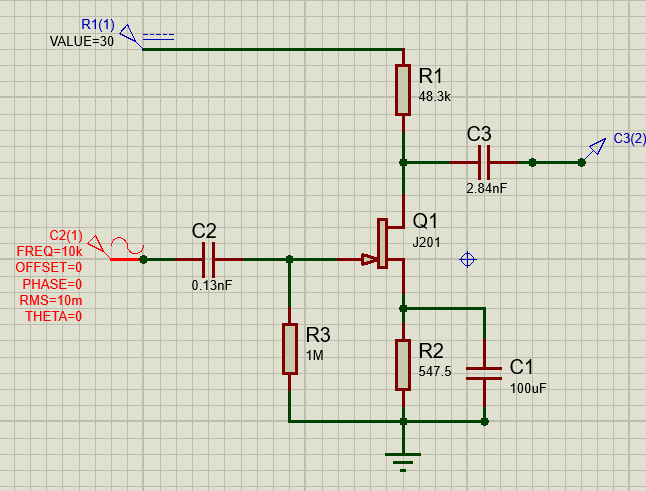 R1(1)
VALUE=30
R1
48.3k
C3
2.84nF
C3(2)
Q1
J201
C2(1)
FREQ=10k
OFFSET=0
PHASE=0
RMS=10m
THETA=0
C2
0.13nF
R3
1M
R2
547.5
C1
100uF